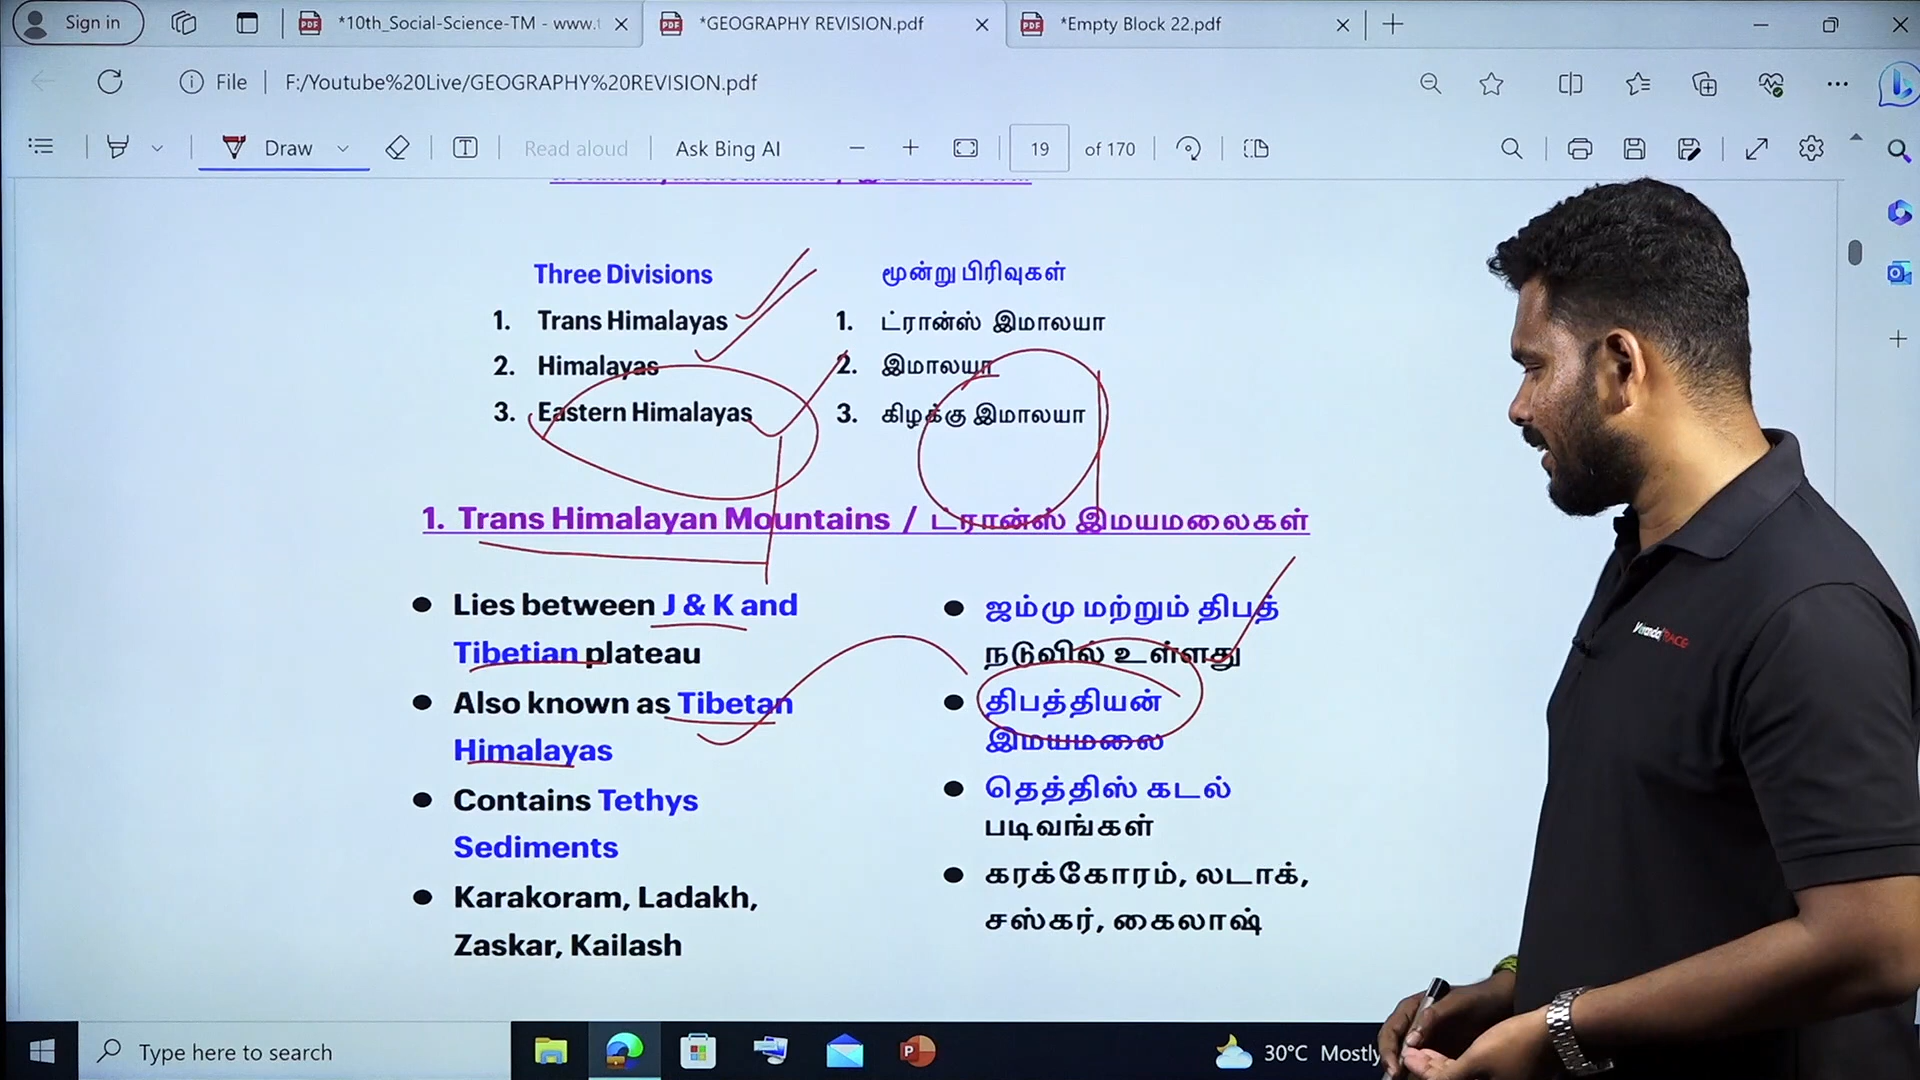 Sign in
*10th_Social-Science-TM - www.t
*GEOGRAPHY REVISION.pdf
*Empty Block 22.pdf
File
F:/Youtube%20Live/GEOGRAPHY%20REVISION.pdf
Draw
Read aloud
Ask Bing AI
19 of 170
Three Divisions
1. Trans Himalayas
2. Himalayas
3. Eastern Himalayas
மூன்று பிரிவுகள்
1. ட்ரான்ஸ் இமாலயா
2. இமாலயா
3. கிழக்கு இமாலயா
1. Trans Himalayan Mountains / ட்ரான்ஸ் இமயமலைகள்
● Lies between J & K and
Tibetian plateau
● Also known as Tibetan
Himalayas
● Contains Tethys
Sediments
● Karakoram, Ladakh,
Zaskar, Kailash
● ஜம்மு மற்றும் திபத்
நடுவில் உள்ளது
● திபத்தியன்
இமயமலை
● தெத்திஸ் கடல்
படிவங்கள்
● கரக்கோரம், லடாக்,
சஸ்கர், கைலாஷ்
Veranda RACE
Type here to search
30°C Mostly